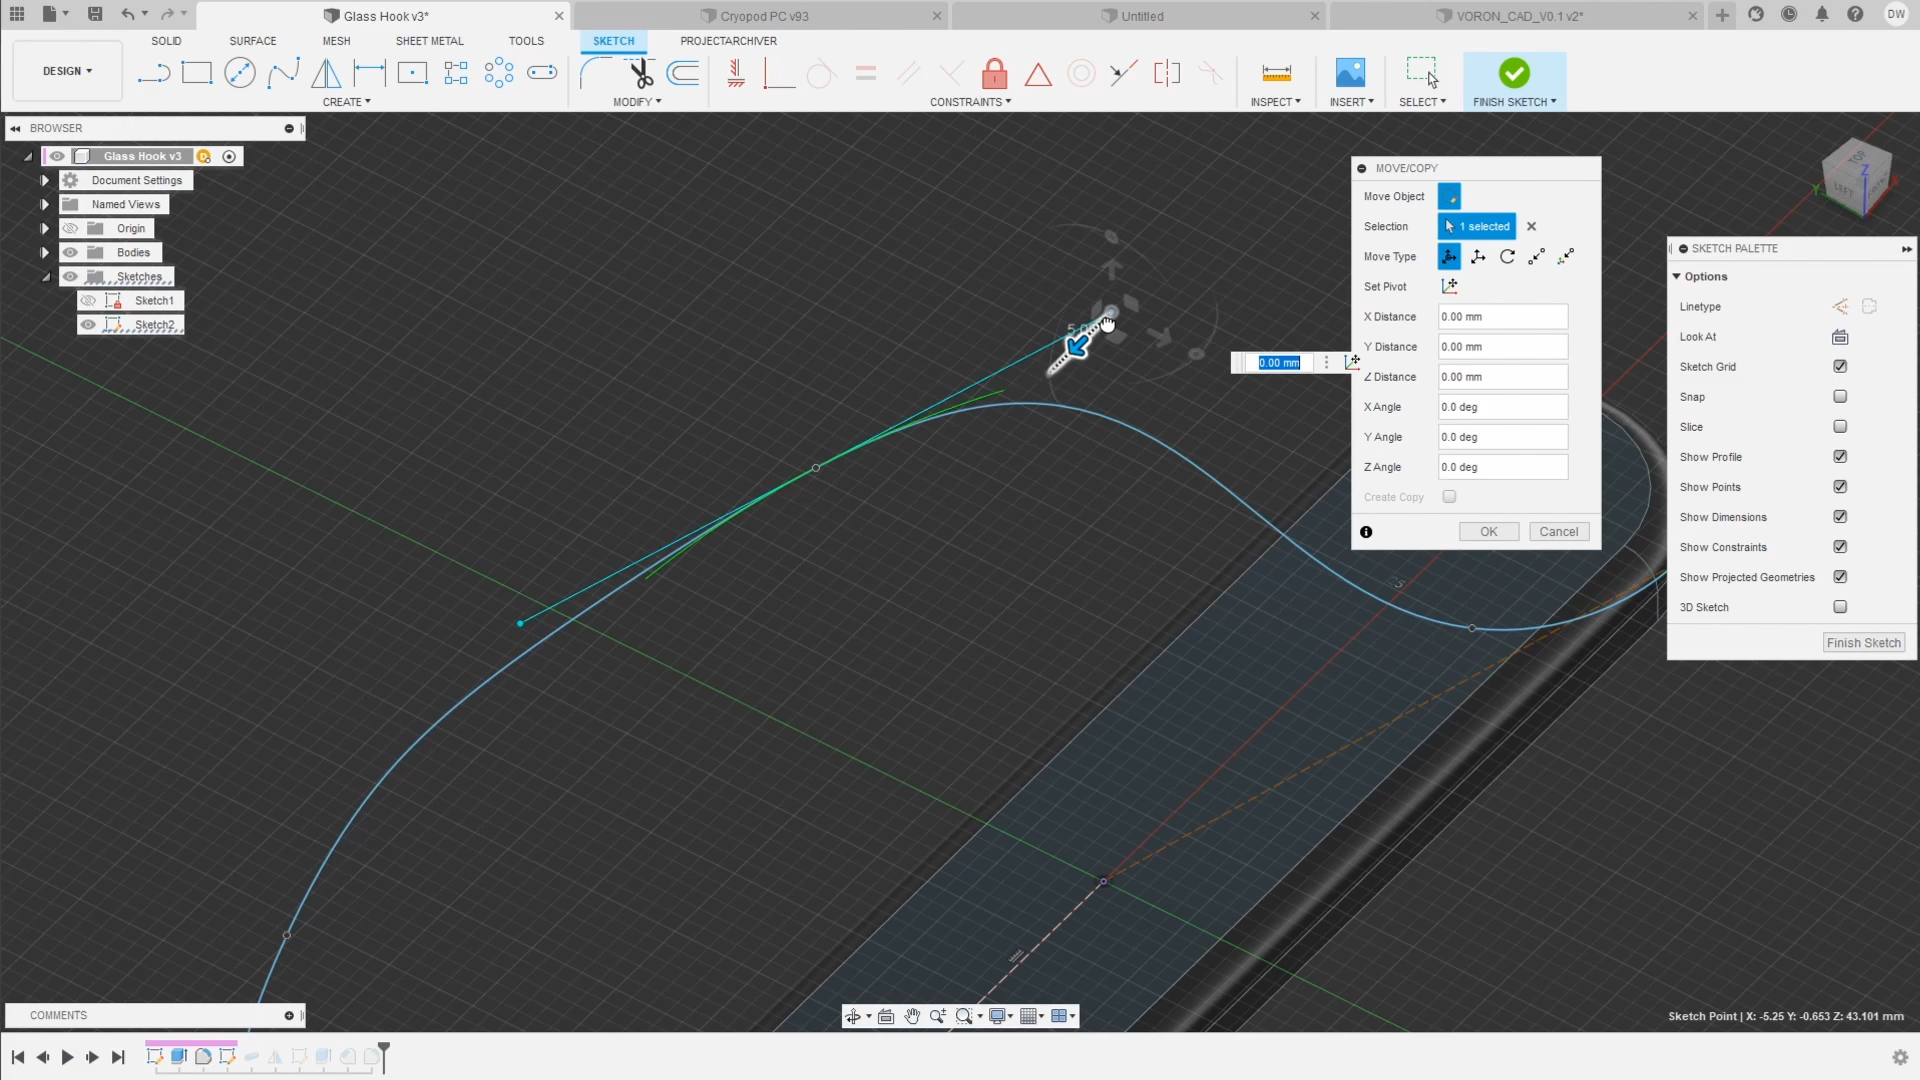 Glass Hook v3*
Cryopod PC v93
Untitled
VORON_CAD_V0.1 v2*
DW
SOLID
SURFACE
MESH
SHEET METAL
TOOLS
SKETCH
PROJECTARCHIVER
DESIGN
CREATE
MODIFY
CONSTRAINTS
INSPECT
INSERT
SELECT
FINISH SKETCH
BROWSER
Glass Hook v3
Document Settings
Named Views
Origin
Bodies
Sketches
Sketch1
Sketch2
TOP
LEFT
Z
Y
X
MOVE/COPY
Move Object
Selection
1 selected
Move Type
Set Pivot
X Distance
0.00 mm
Y Distance
0.00 mm
Z Distance
0.00 mm
X Angle
0.0 deg
Y Angle
0.0 deg
Z Angle
0.0 deg
Create Copy
OK
Cancel
0.00 mm
SKETCH PALETTE
Options
Linetype
Look At
Sketch Grid
Snap
Slice
Show Profile
Show Points
Show Dimensions
Show Constraints
Show Projected Geometries
3D Sketch
Finish Sketch
COMMENTS
Sketch Point | X: -5.25 Y: -0.653 Z: 43.101 mm